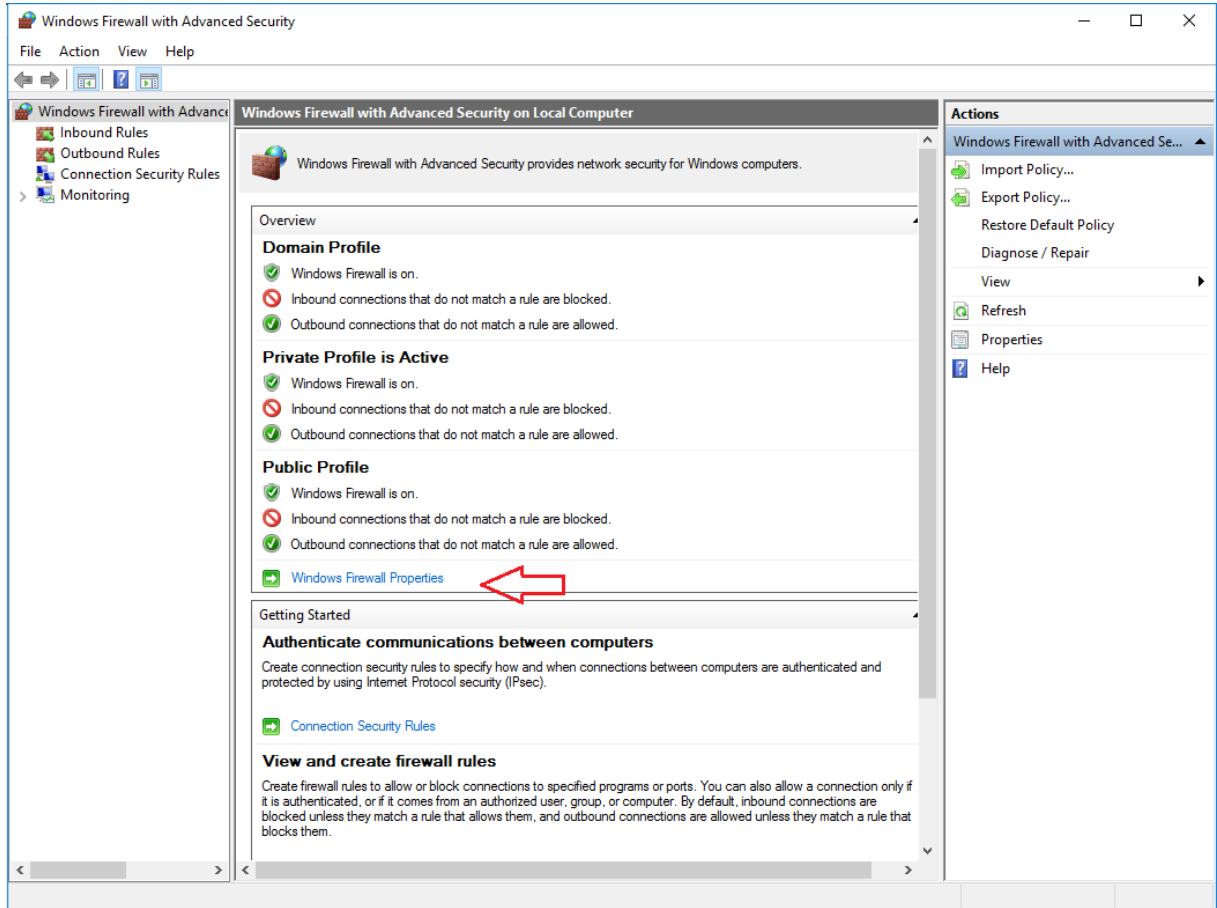 Windows Firewall with Advanced Security
File Action View Help
Windows Firewall with Advance
Inbound Rules
Outbound Rules
Connection Security Rules
Monitoring
Windows Firewall with Advanced Security on Local Computer
Windows Firewall with Advanced Security provides network security for Windows computers.
Overview
Domain Profile
Windows Firewall is on.
Inbound connections that do not match a rule are blocked.
Outbound connections that do not match a rule are allowed.
Private Profile is Active
Windows Firewall is on.
Inbound connections that do not match a rule are blocked.
Outbound connections that do not match a rule are allowed.
Public Profile
Windows Firewall is on.
Inbound connections that do not match a rule are blocked.
Outbound connections that do not match a rule are allowed.
Windows Firewall Properties
Getting Started
Authenticate communications between computers
Create connection security rules to specify how and when connections between computers are authenticated and
protected by using Internet Protocol security (IPsec).
Connection Security Rules
View and create firewall rules
Create firewall rules to allow or block connections to specified programs or ports. You can also allow a connection only if
it is authenticated, or if it comes from an authorized user, group, or computer. By default, inbound connections are
blocked unless they match a rule that allows them, and outbound connections are allowed unless they match a rule that
blocks them.
Actions
Windows Firewall with Advanced Se...
Import Policy...
Export Policy...
Restore Default Policy
Diagnose / Repair
View
Refresh
Properties
Help